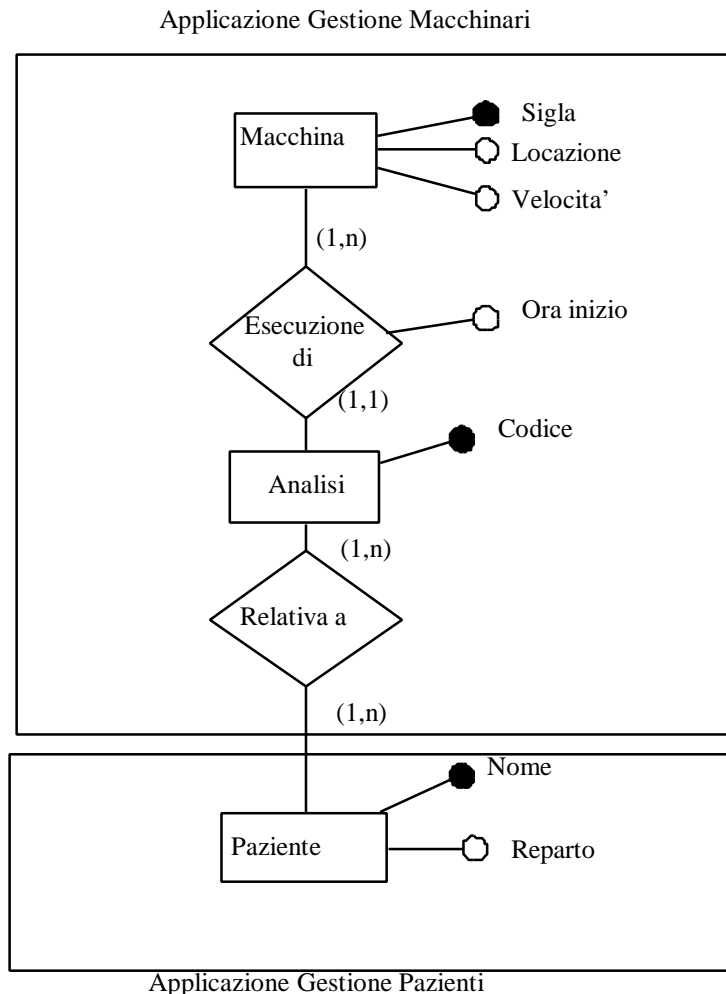 Applicazione Gestione Macchinari
Sigla
Macchina
Locazione
Velocita’
(1,n)
Ora inizio
Esecuzione
di
(1,1)
Codice
Analisi
(1,n)
Relativa a
(1,n)
Nome
Paziente
Reparto
Applicazione Gestione Pazienti